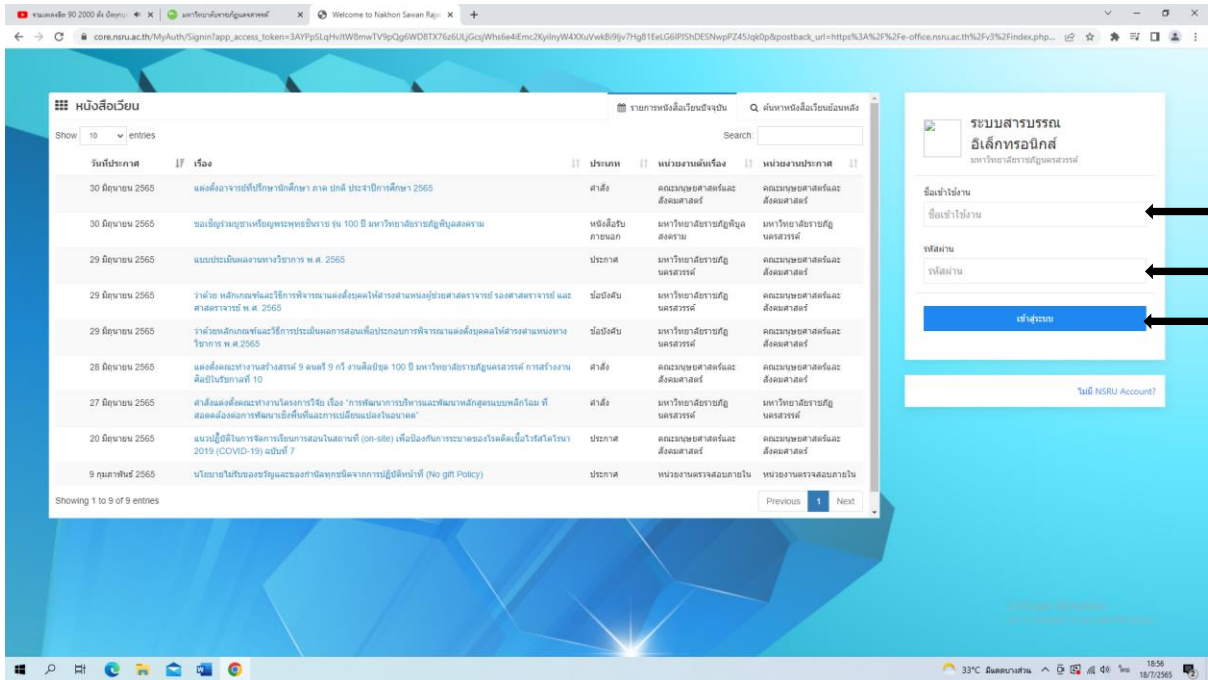 รวมเพลงฮิต 90 2000 ดัง
มหาวิทยาลัยราชภัฏนครสวรรค์
Welcome to Nakhon Sawan Raja
หนังสือเวียน
รายการหนังสือเวียนปัจจุบัน
ค้นหาหนังสือเวียนย้อนหลัง
Show 10 entries
Search:
วันที่ประกาศ เรื่อง ประเภท หน่วยงานต้นเรื่อง หน่วยงานประกาศ
30 มิถุนายน 2565 แต่งตั้งอาจารย์ที่ปรึกษานักศึกษา ภาค ปกติ ประจำปีการศึกษา 2565 คำสั่ง คณะมนุษยศาสตร์และ คณะมนุษยศาสตร์และ
สังคมศาสตร์ สังคมศาสตร์
30 มิถุนายน 2565 ขอเชิญร่วมบูชาเหรียญพระพุทธชินราช รุ่น 100 ปี มหาวิทยาลัยราชภัฏพิบูลสงคราม หนังสือรับ มหาวิทยาลัยราชภัฏพิบูล มหาวิทยาลัยราชภัฏ
ภายนอก สงคราม นครสวรรค์
29 มิถุนายน 2565 แบบประเมินผลงานทางวิชาการ พ.ศ. 2565 ประกาศ มหาวิทยาลัยราชภัฏ คณะมนุษยศาสตร์และ
นครสวรรค์ สังคมศาสตร์
29 มิถุนายน 2565 ว่าด้วย หลักเกณฑ์และวิธีการพิจารณาแต่งตั้งบุคคลให้ดำรงตำแหน่งผู้ช่วยศาสตราจารย์ รองศาสตราจารย์ และ ข้อบังคับ มหาวิทยาลัยราชภัฏ คณะมนุษยศาสตร์และ
ศาสตราจารย์ พ.ศ. 2565 นครสวรรค์ สังคมศาสตร์
29 มิถุนายน 2565 ว่าด้วยหลักเกณฑ์และวิธีการประเมินผลการสอนเพื่อประกอบการพิจารณาแต่งตั้งบุคคลให้ดำรงตำแหน่งทาง ข้อบังคับ มหาวิทยาลัยราชภัฏ คณะมนุษยศาสตร์และ
วิชาการ พ.ศ.2565 นครสวรรค์ สังคมศาสตร์
28 มิถุนายน 2565 แต่งตั้งคณะทำงานสร้างสรรค์ 9 ดนตรี 9 กวี งานศิลป์ชุด 100 ปี มหาวิทยาลัยราชภัฏนครสวรรค์ การสร้างงาน คำสั่ง คณะมนุษยศาสตร์และ คณะมนุษยศาสตร์และ
ศิลป์ในรัชกาลที่ 10 สังคมศาสตร์ สังคมศาสตร์
27 มิถุนายน 2565 คำสั่งแต่งตั้งคณะทำงานโครงการวิจัย เรื่อง "การพัฒนาการบริหารและพัฒนาหลักสูตรแบบพลิกโฉม ที่ คำสั่ง มหาวิทยาลัยราชภัฏ มหาวิทยาลัยราชภัฏ
สอดคล้องต่อการพัฒนาเชิงพื้นที่และการเปลี่ยนแปลงในอนาคต" นครสวรรค์ นครสวรรค์
20 มิถุนายน 2565 แนวปฏิบัติในการจัดการเรียนการสอนในสถานที่ (on-site) เพื่อป้องกันการระบาดของโรคติดเชื้อไวรัสโคโรนา ประกาศ คณะมนุษยศาสตร์และ คณะมนุษยศาสตร์และ
2019 (COVID-19) ฉบับที่ 7 สังคมศาสตร์ สังคมศาสตร์
9 กุมภาพันธ์ 2565 นโยบายไม่รับของขวัญและของกำนัลทุกชนิดจากการปฏิบัติหน้าที่ (No gift Policy) ประกาศ หน่วยงานตรวจสอบภายใน หน่วยงานตรวจสอบภายใน
Showing 1 to 9 of 9 entries
Previous 1 Next
ระบบสารบรรณ
อิเล็กทรอนิกส์
มหาวิทยาลัยราชภัฏนครสวรรค์
ชื่อเข้าใช้งาน
ชื่อเข้าใช้งาน
รหัสผ่าน
รหัสผ่าน
เข้าสู่ระบบ
ไม่มี NSRU Account?
33°C มีแดดบางส่วน
ไทย
18:56
18/7/2565